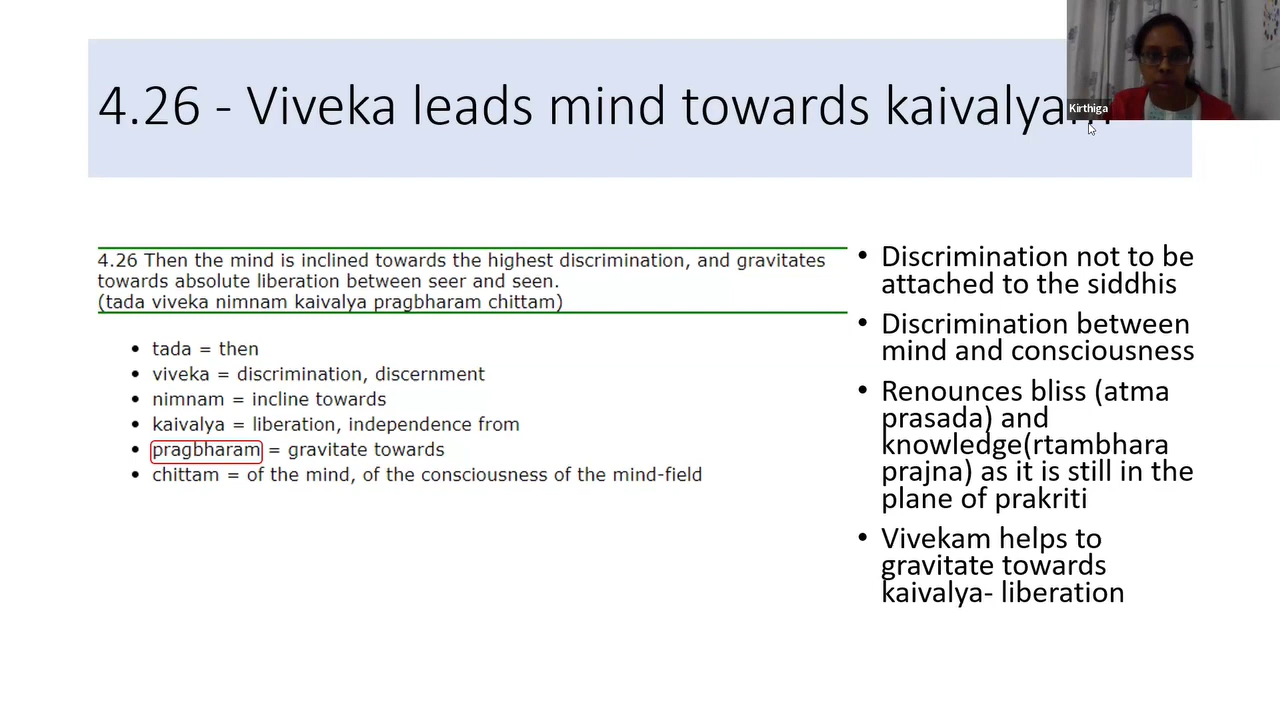 4.26 - Viveka leads mind towards kaivalyam
Kirthiga
4.26 Then the mind is inclined towards the highest discrimination, and gravitates
towards absolute liberation between seer and seen.
(tada viveka nimnam kaivalya pragbharam chittam)
• tada = then
• viveka = discrimination, discernment
• nimnam = incline towards
• kaivalya = liberation, independence from
• pragbharam = gravitate towards
• chittam = of the mind, of the consciousness of the mind-field
• Discrimination not to be
attached to the siddhis
• Discrimination between
mind and consciousness
• Renounces bliss (atma
prasada) and
knowledge(rtambhara
prajna) as it is still in the
plane of prakriti
• Vivekam helps to
gravitate towards
kaivalya- liberation